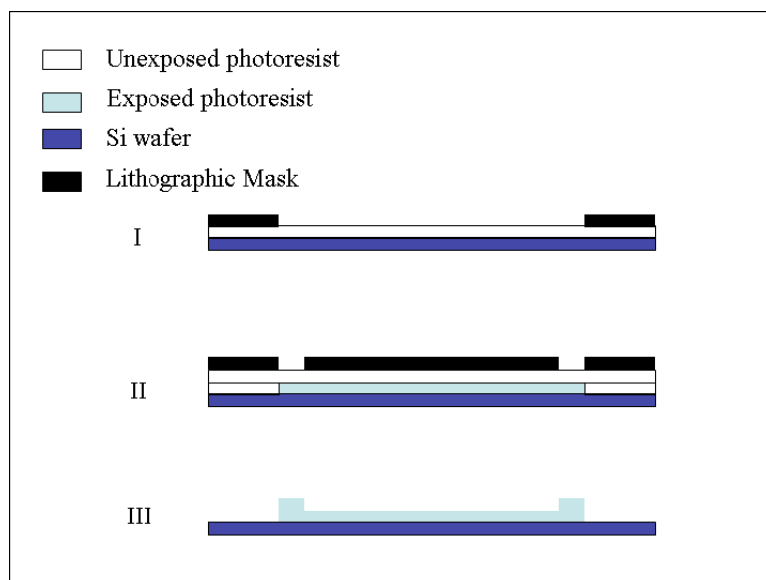 Unexposed photoresist
Exposed photoresist
Si wafer
Lithographic Mask
I
II
III